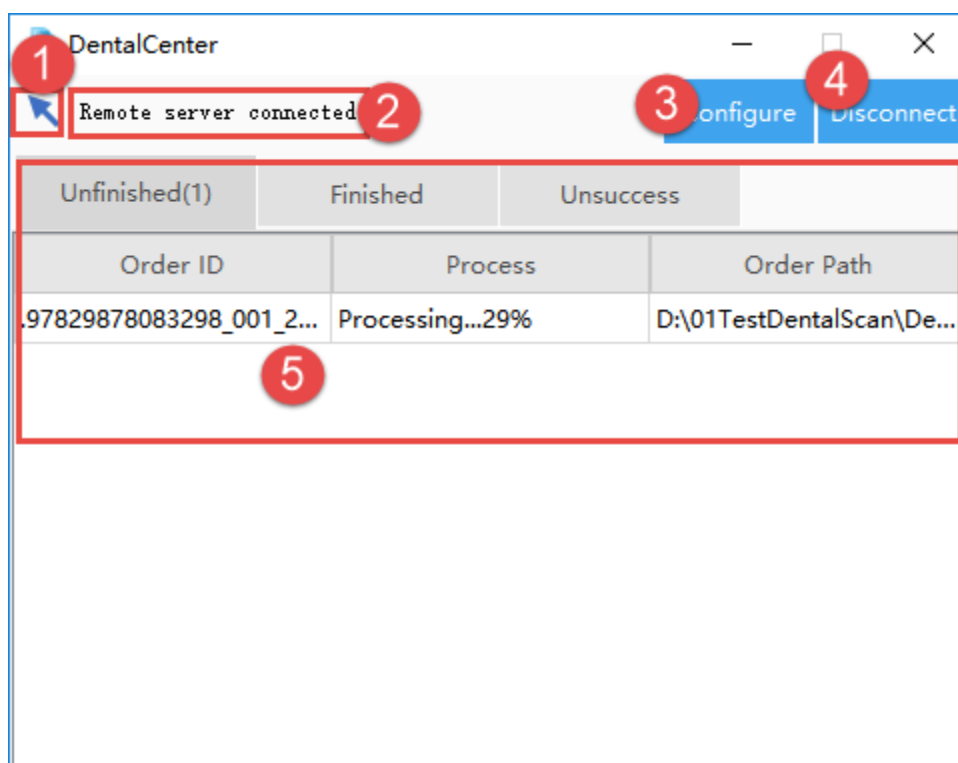 DentalCenter
1
2
3
4
Remote server connected
Configure
Disconnect
Unfinished(1)
Finished
Unsuccess
Order ID
Process
Order Path
.97829878083298_001_2...
Processing...29%
D:\01TestDentalScan\De...
5